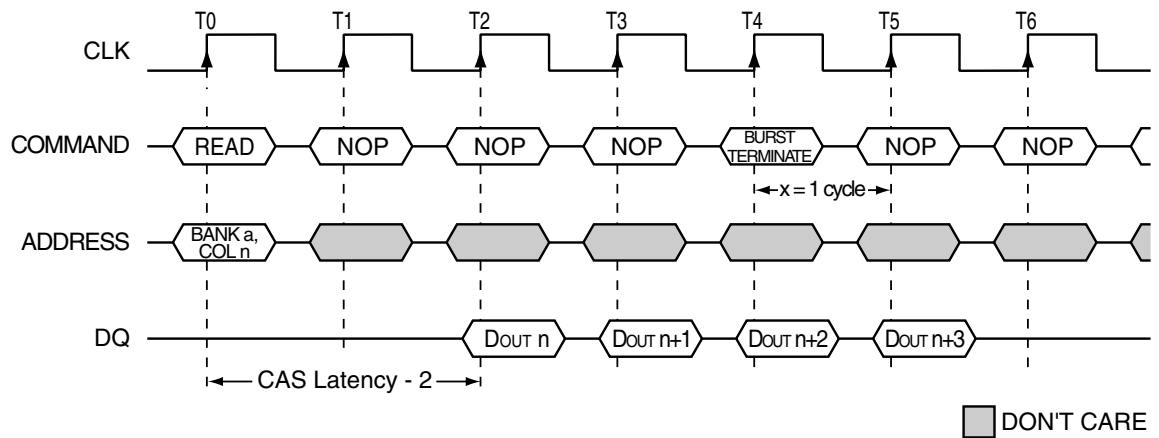 T0 T1 T2 T3 T4 T5 T6
CLK
COMMAND READ NOP NOP NOP BURST TERMINATE NOP NOP
x = 1 cycle
ADDRESS BANK a, COL n
DQ DOUT n DOUT n+1 DOUT n+2 DOUT n+3
CAS Latency - 2
DON'T CARE